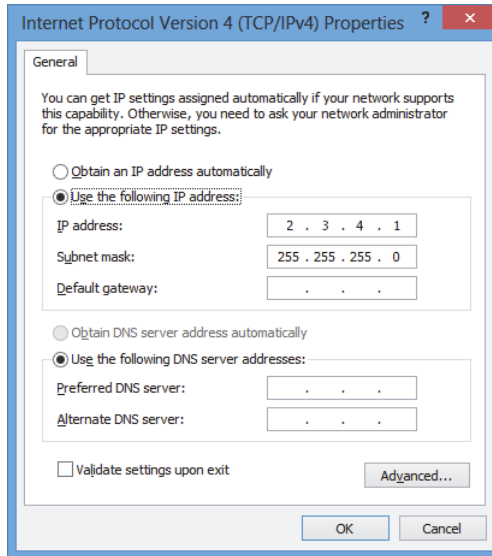 Internet Protocol Version 4 (TCP/IPv4) Properties ? ×
General
You can get IP settings assigned automatically if your network supports
this capability. Otherwise, you need to ask your network administrator
for the appropriate IP settings.
Obtain an IP address automatically
Use the following IP address:
IP address: 2 . 3 . 4 . 1
Subnet mask: 255 . 255 . 255 . 0
Default gateway: . . .
Obtain DNS server address automatically
Use the following DNS server addresses:
Preferred DNS server: . . .
Alternate DNS server: . . .
Validate settings upon exit
Advanced...
OK Cancel